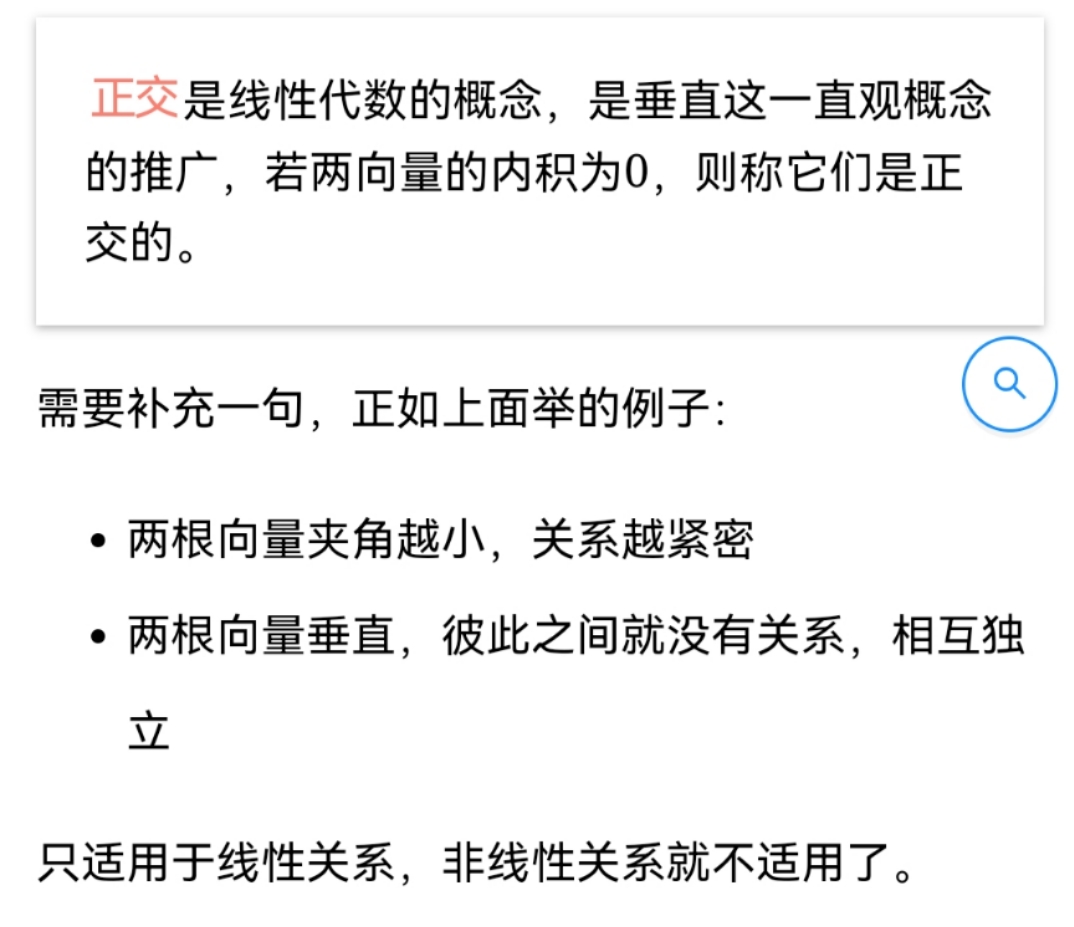 正交是线性代数的概念，是垂直这一直观概念
的推广，若两向量的内积为0，则称它们是正
交的。
需要补充一句，正如上面举的例子：
• 两根向量夹角越小，关系越紧密
• 两根向量垂直，彼此之间就没有关系，相互独
立
只适用于线性关系，非线性关系就不适用了。